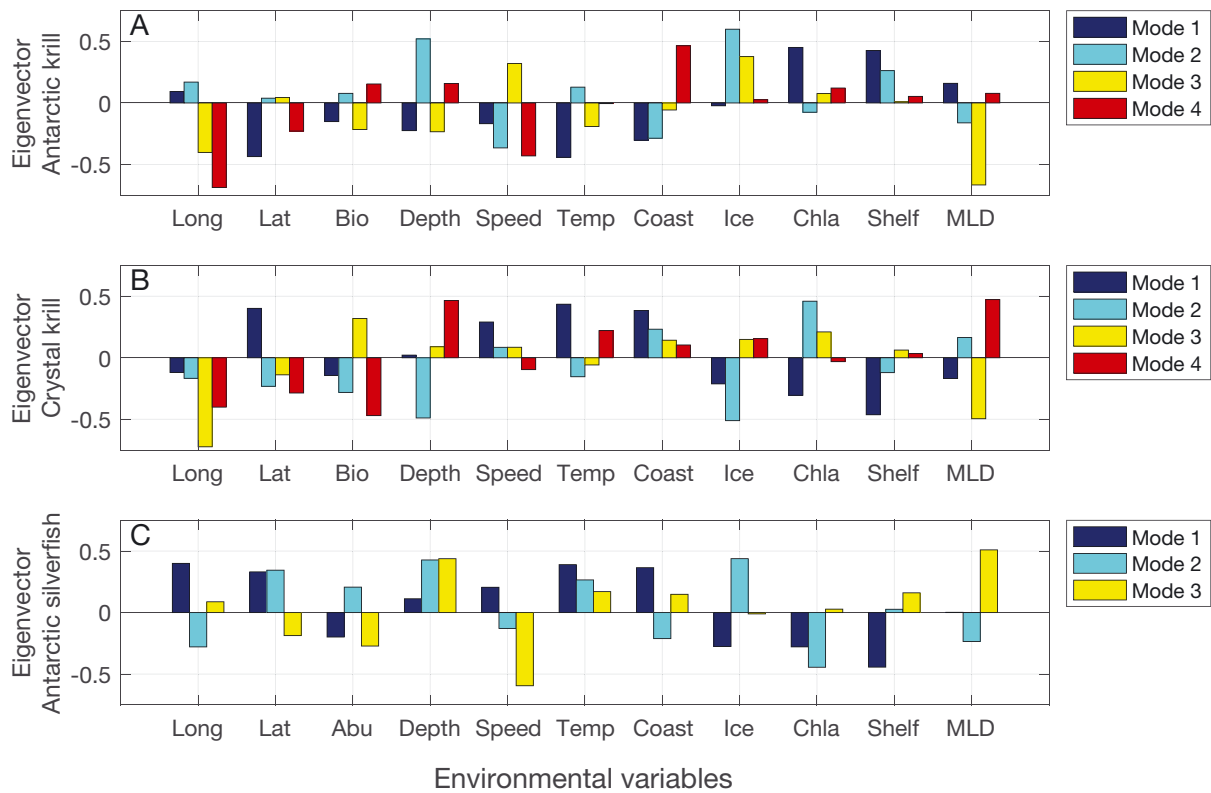 A
Eigenvector
Antarctic krill
0.5
0
-0.5
Long Lat Bio Depth Speed Temp Coast Ice Chla Shelf MLD
Mode 1
Mode 2
Mode 3
Mode 4
B
Eigenvector
Crystal krill
0.5
0
-0.5
Long Lat Bio Depth Speed Temp Coast Ice Chla Shelf MLD
Mode 1
Mode 2
Mode 3
Mode 4
C
Eigenvector
Antarctic silverfish
0.5
0
-0.5
Long Lat Abu Depth Speed Temp Coast Ice Chla Shelf MLD
Mode 1
Mode 2
Mode 3
Environmental variables